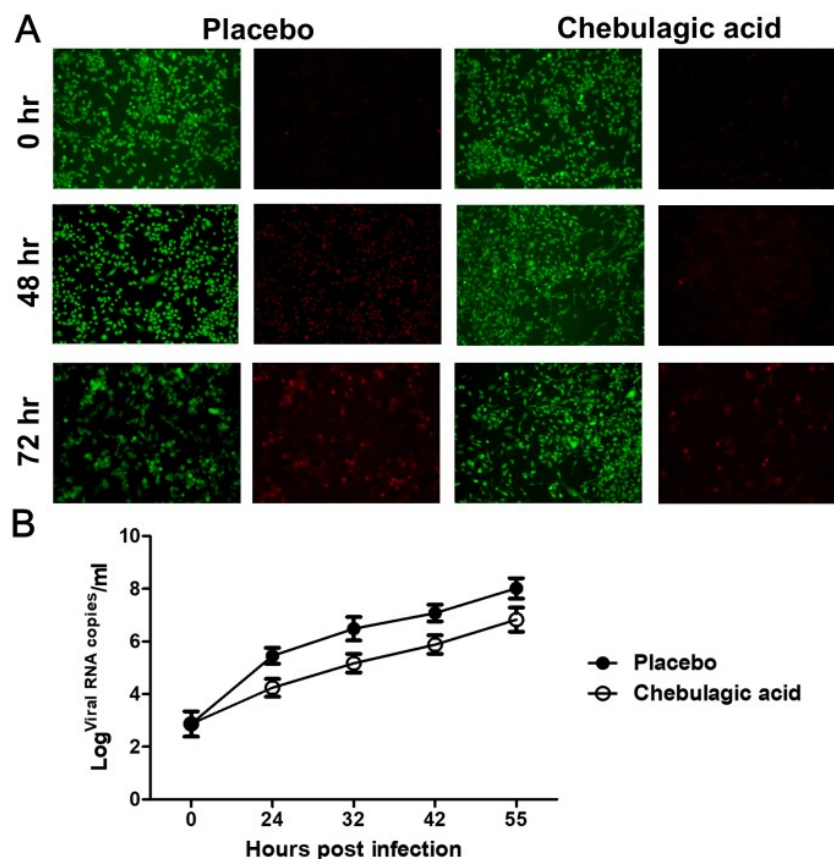 A
Placebo
Chebulagic acid
0 hr
48 hr
72 hr
B
Log Viral RNA copies/ml
10
8
6
4
2
0
0 24 32 42 55
Hours post infection
Placebo
Chebulagic acid